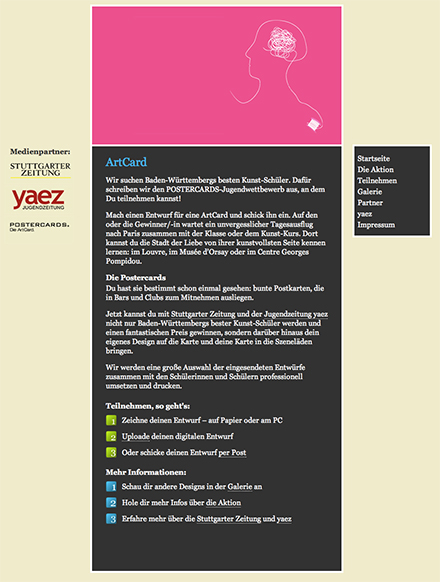 Medienpartner:
STUTTGARTER
ZEITUNG
yaez
JUGENDZEITUNG
POSTCARDS.
Die ArtCard.
ArtCard
Wir suchen Baden-Württembergs besten Kunst-Schüler. Dafür
schreiben wir den POSTCARDS-Jugendwettbewerb aus, an dem
Du teilnehmen kannst!
Mach einen Entwurf für eine ArtCard und schick ihn ein. Auf den
oder die Gewinner/-in wartet ein unvergesslicher Tagesausflug
nach Paris zusammen mit der Klasse oder dem Kunst-Kurs. Dort
kannst du die Stadt der Liebe von ihrer kunstvollsten Seite kennen
lernen: im Louvre, im Musée d'Orsay oder im Centre Georges
Pompidou.
Die Postcards
Du hast sie bestimmt schon einmal gesehen: bunte Postkarten, die
in Bars und Clubs zum Mitnehmen ausliegen.
Jetzt kannst du mit Stuttgarter Zeitung und der Jugendzeitung yaez
nicht nur Baden-Württembergs bester Kunst-Schüler werden und
einen fantastischen Preis gewinnen, sondern darüber hinaus dein
eigenes Design auf die Karte und deine Karte in die Szeneläden
bringen.
Wir werden eine große Auswahl der eingesendeten Entwürfe
zusammen mit den Schülerinnen und Schülern professionell
umsetzen und drucken.
Teilnehmen, so geht's:
1 Zeichne deinen Entwurf – auf Papier oder am PC
2 Uploade deinen digitalen Entwurf
3 Oder schicke deinen Entwurf per Post
Mehr Informationen:
1 Schau dir andere Designs in der Galerie an
2 Hole dir mehr Infos über die Aktion
3 Erfahre mehr über die Stuttgarter Zeitung und yaez
Startseite
Die Aktion
Teilnehmen
Galerie
Partner
yaez
Impressum